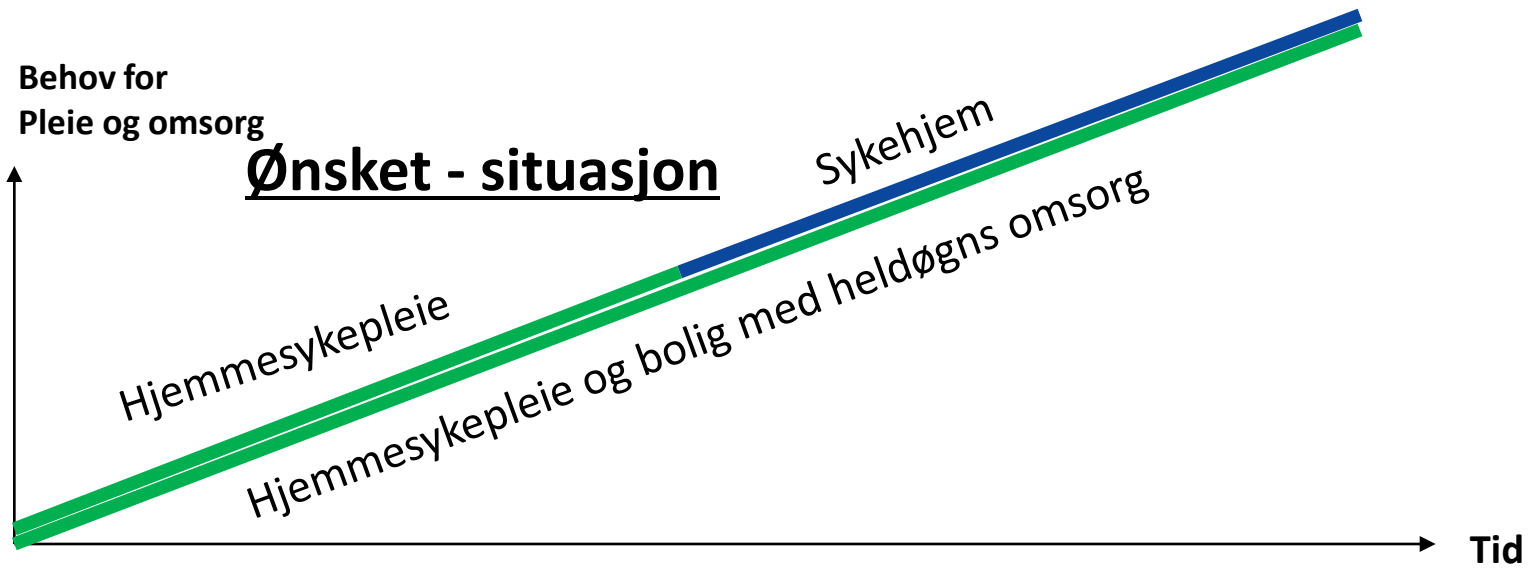 Behov for
Pleie og omsorg
Ønsket - situasjon
Sykehjem
Hjemmesykepleie
Hjemmesykepleie og bolig med heldøgns omsorg
Tid